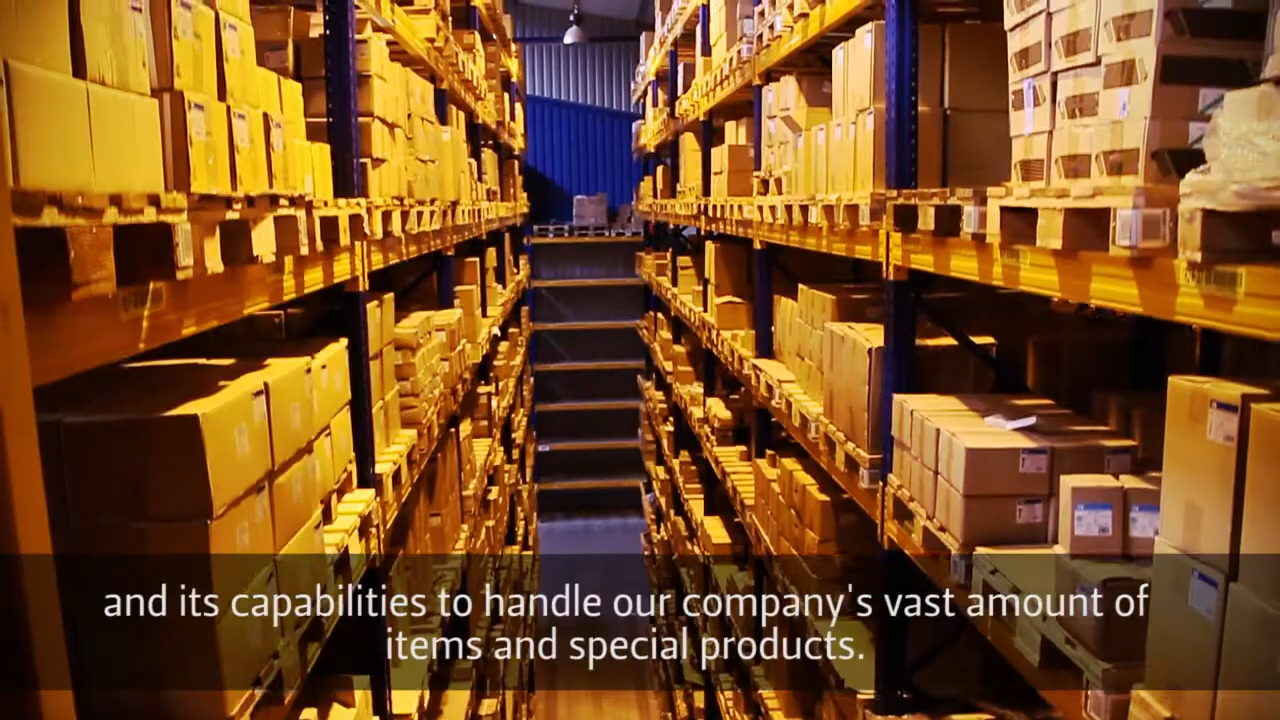 and its capabilities to handle our company's vast amount of
items and special products.